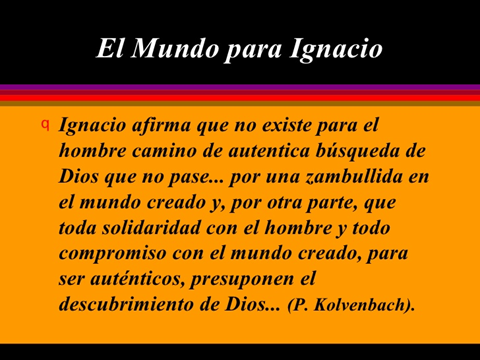 El Mundo para Ignacio
q Ignacio afirma que no existe para el
hombre camino de autentica búsqueda de
Dios que no pase... por una zambullida en
el mundo creado y, por otra parte, que
toda solidaridad con el hombre y todo
compromiso con el mundo creado, para
ser auténticos, presuponen el
descubrimiento de Dios... (P. Kolvenbach).